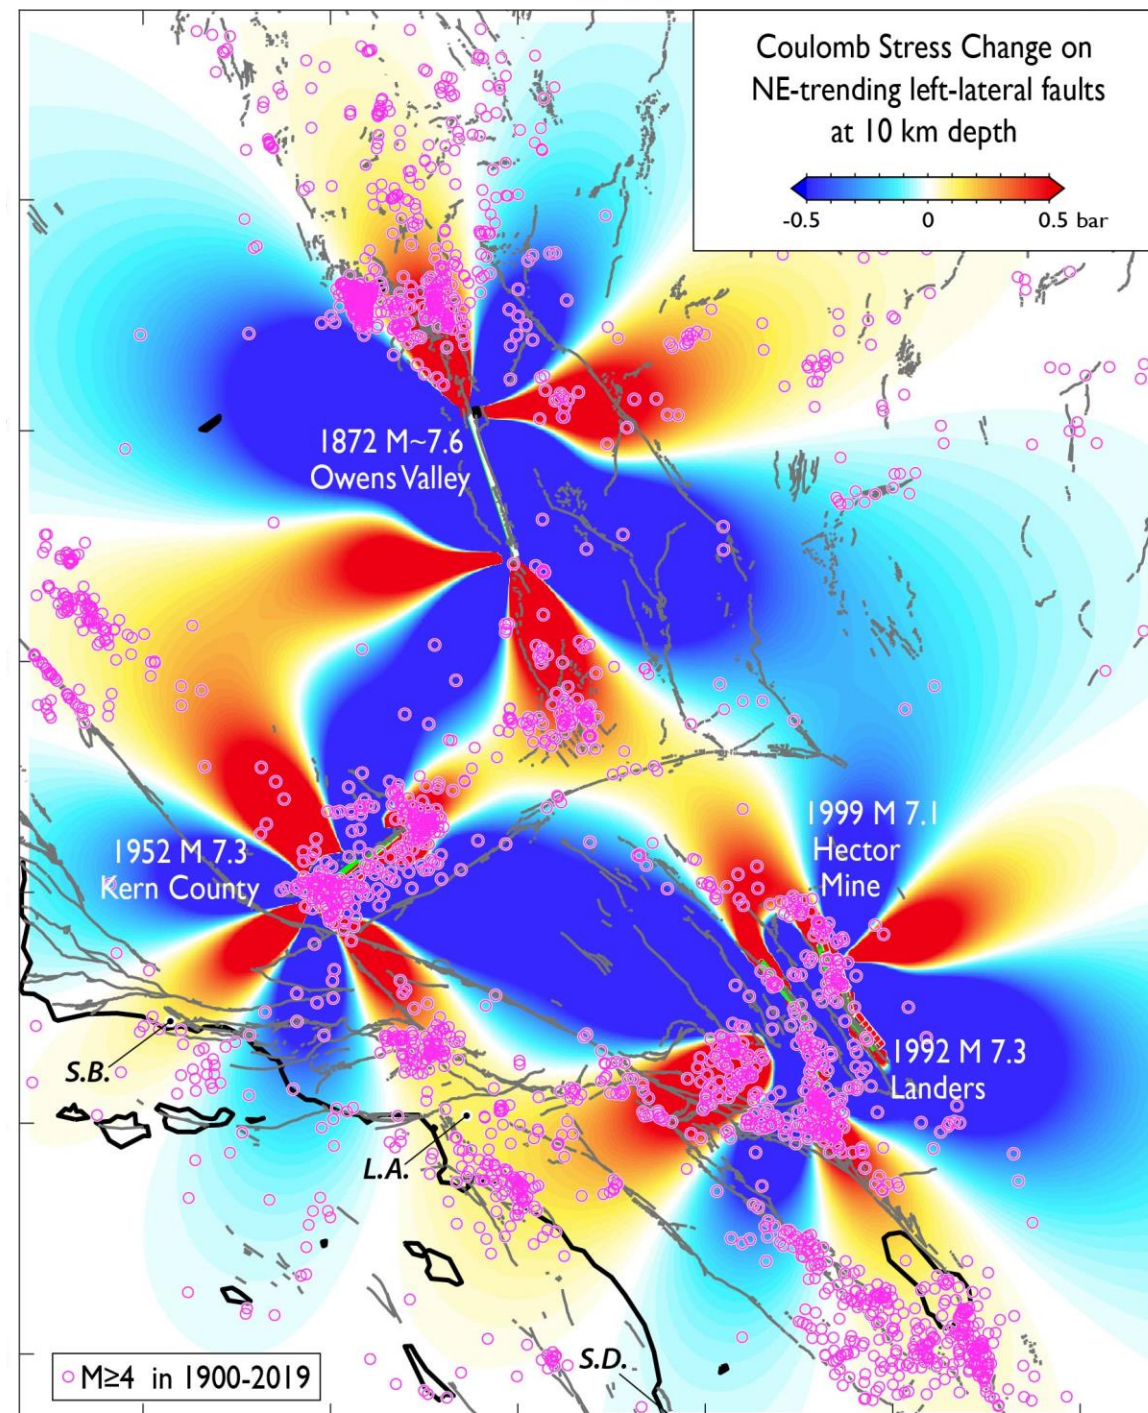 Coulomb Stress Change on
NE-trending left-lateral faults
at 10 km depth
-0.5 0 0.5 bar
1872 M~7.6
Owens Valley
1952 M 7.3
Kern County
1999 M 7.1
Hector
Mine
1992 M 7.3
Landers
S.B.
L.A.
S.D.
M≥4 in 1900-2019